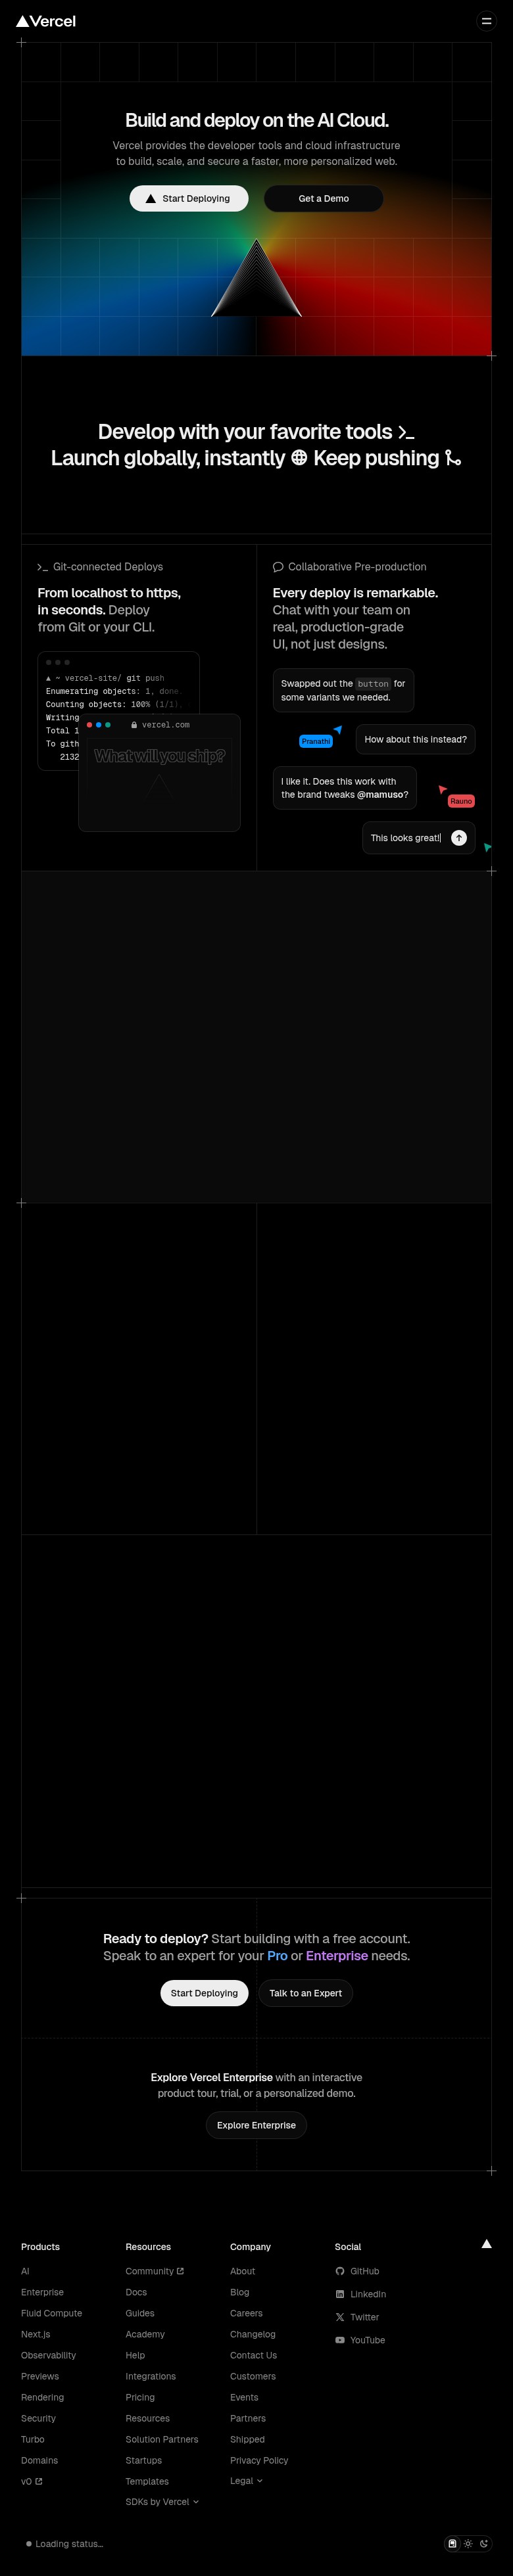 Vercel
Build and deploy on the AI Cloud.
Vercel provides the developer tools and cloud infrastructure
to build, scale, and secure a faster, more personalized web.
Start Deploying
Get a Demo
Develop with your favorite tools
Launch globally, instantly Keep pushing
Git-connected Deploys
From localhost to https,
in seconds. Deploy
from Git or your CLI.
▲ ~ vercel-site/ git push
Enumerating objects: 1, done.
Counting objects: 100% (1/1),
Writing
Total 1
To gith
2132
vercel.com
What will you ship?
Collaborative Pre-production
Every deploy is remarkable.
Chat with your team on
real, production-grade
UI, not just designs.
Swapped out the button for
some variants we needed.
Pranathi
How about this instead?
I like it. Does this work with
the brand tweaks @mamuso?
Rauno
This looks great!
Ready to deploy? Start building with a free account.
Speak to an expert for your Pro or Enterprise needs.
Start Deploying
Talk to an Expert
Explore Vercel Enterprise with an interactive
product tour, trial, or a personalized demo.
Explore Enterprise
Products
AI
Enterprise
Fluid Compute
Next.js
Observability
Previews
Rendering
Security
Turbo
Domains
v0
Resources
Community
Docs
Guides
Academy
Help
Integrations
Pricing
Resources
Solution Partners
Startups
Templates
SDKs by Vercel
Company
About
Blog
Careers
Changelog
Contact Us
Customers
Events
Partners
Shipped
Privacy Policy
Legal
Social
GitHub
LinkedIn
Twitter
YouTube
Loading status…